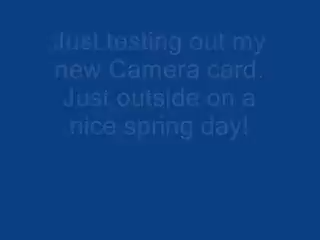 Just testing out my
new Camera card.
Just outside on a
nice spring day!